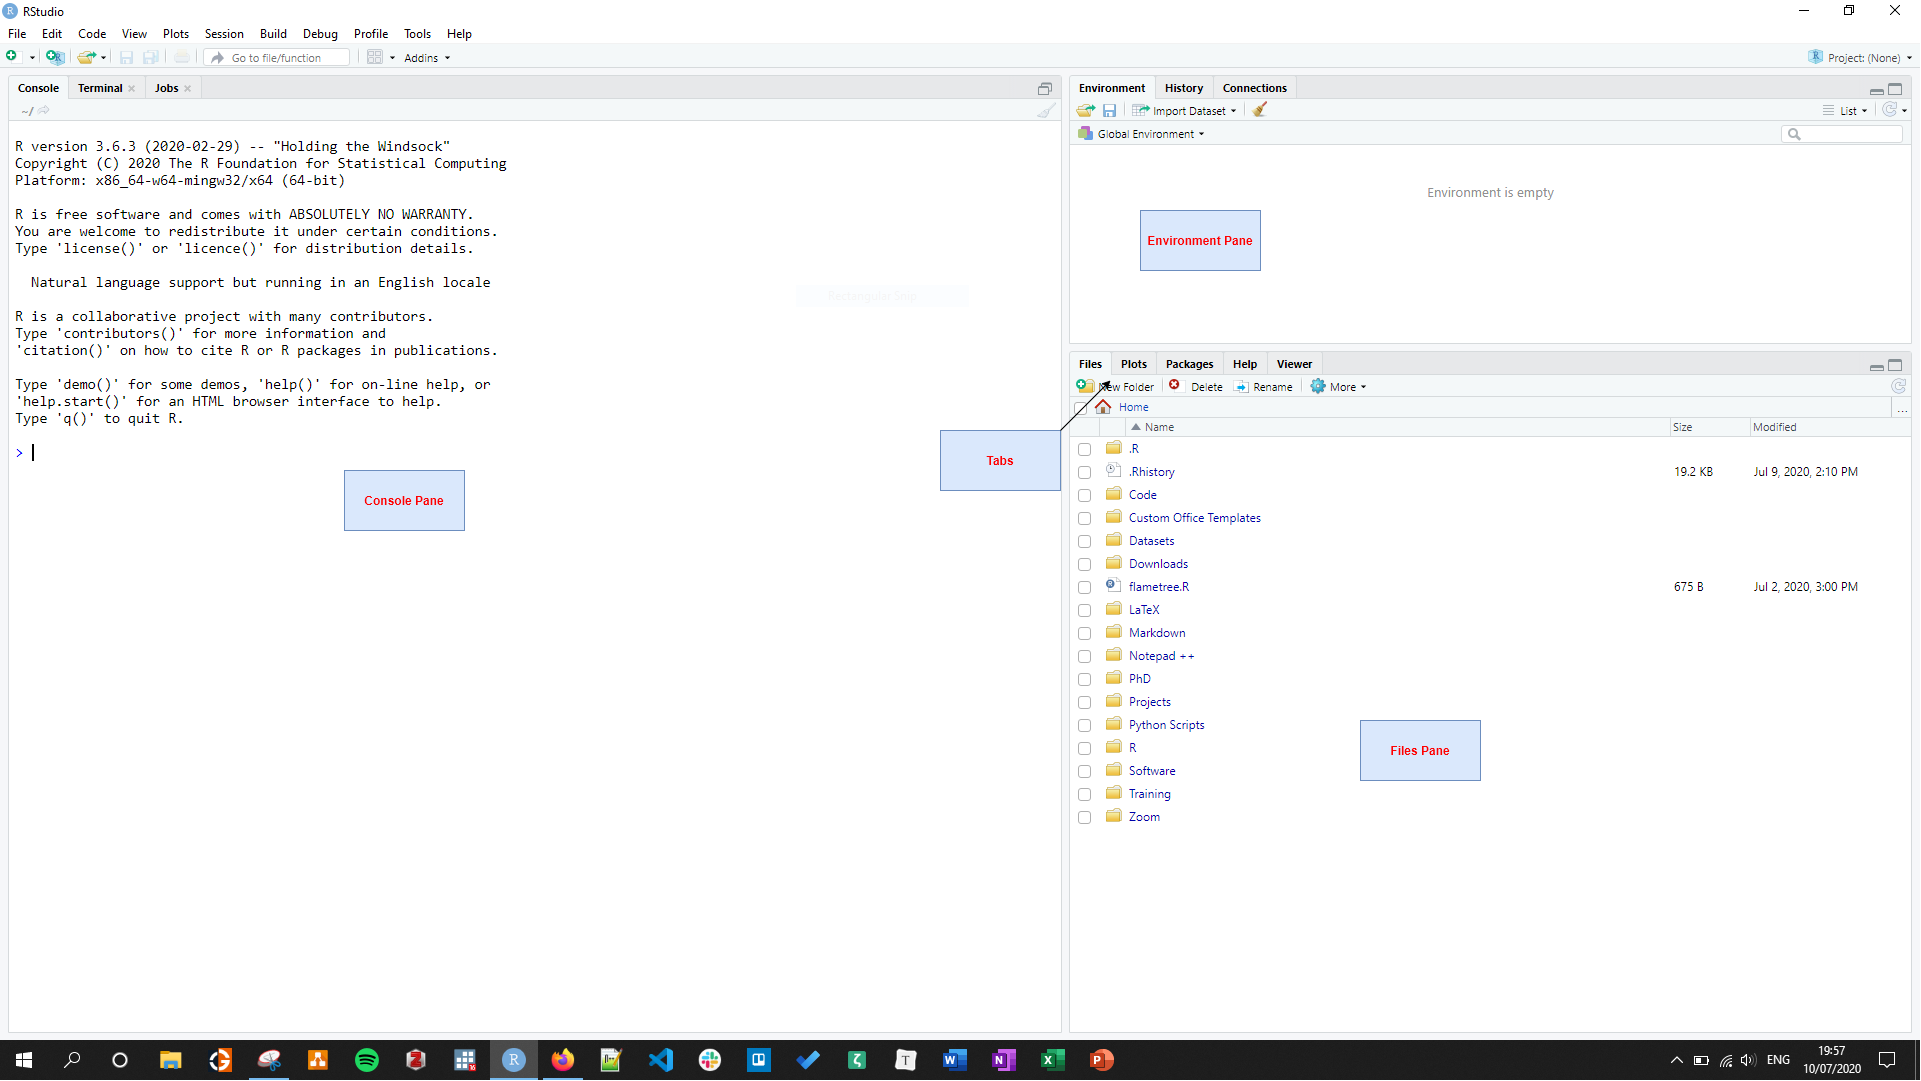 RStudio
File Edit Code View Plots Session Build Debug Profile Tools Help
Go to file/function Addins Project: (None)
Console Terminal Jobs
~/
R version 3.6.3 (2020-02-29) -- "Holding the Windsock"
Copyright (C) 2020 The R Foundation for Statistical Computing
Platform: x86_64-w64-mingw32/x64 (64-bit)
R is free software and comes with ABSOLUTELY NO WARRANTY.
You are welcome to redistribute it under certain conditions.
Type 'license()' or 'licence()' for distribution details.
Natural language support but running in an English locale
R is a collaborative project with many contributors.
Type 'contributors()' for more information and
'citation()' on how to cite R or R packages in publications.
Type 'demo()' for some demos, 'help()' for on-line help, or
'help.start()' for an HTML browser interface to help.
Type 'q()' to quit R.
>
Console Pane
Rectangular Snip
Tabs
Environment History Connections
Import Dataset List
Global Environment
Environment is empty
Environment Pane
Files Plots Packages Help Viewer
New Folder Delete Rename More
Home ...
Name Size Modified
.R
.Rhistory 19.2 KB Jul 9, 2020, 2:10 PM
Code
Custom Office Templates
Datasets
Downloads
flametree.R 675 B Jul 2, 2020, 3:00 PM
LaTeX
Markdown
Notepad ++
PhD
Projects
Python Scripts
R
Software
Training
Zoom
Files Pane
ENG 19:57
10/07/2020